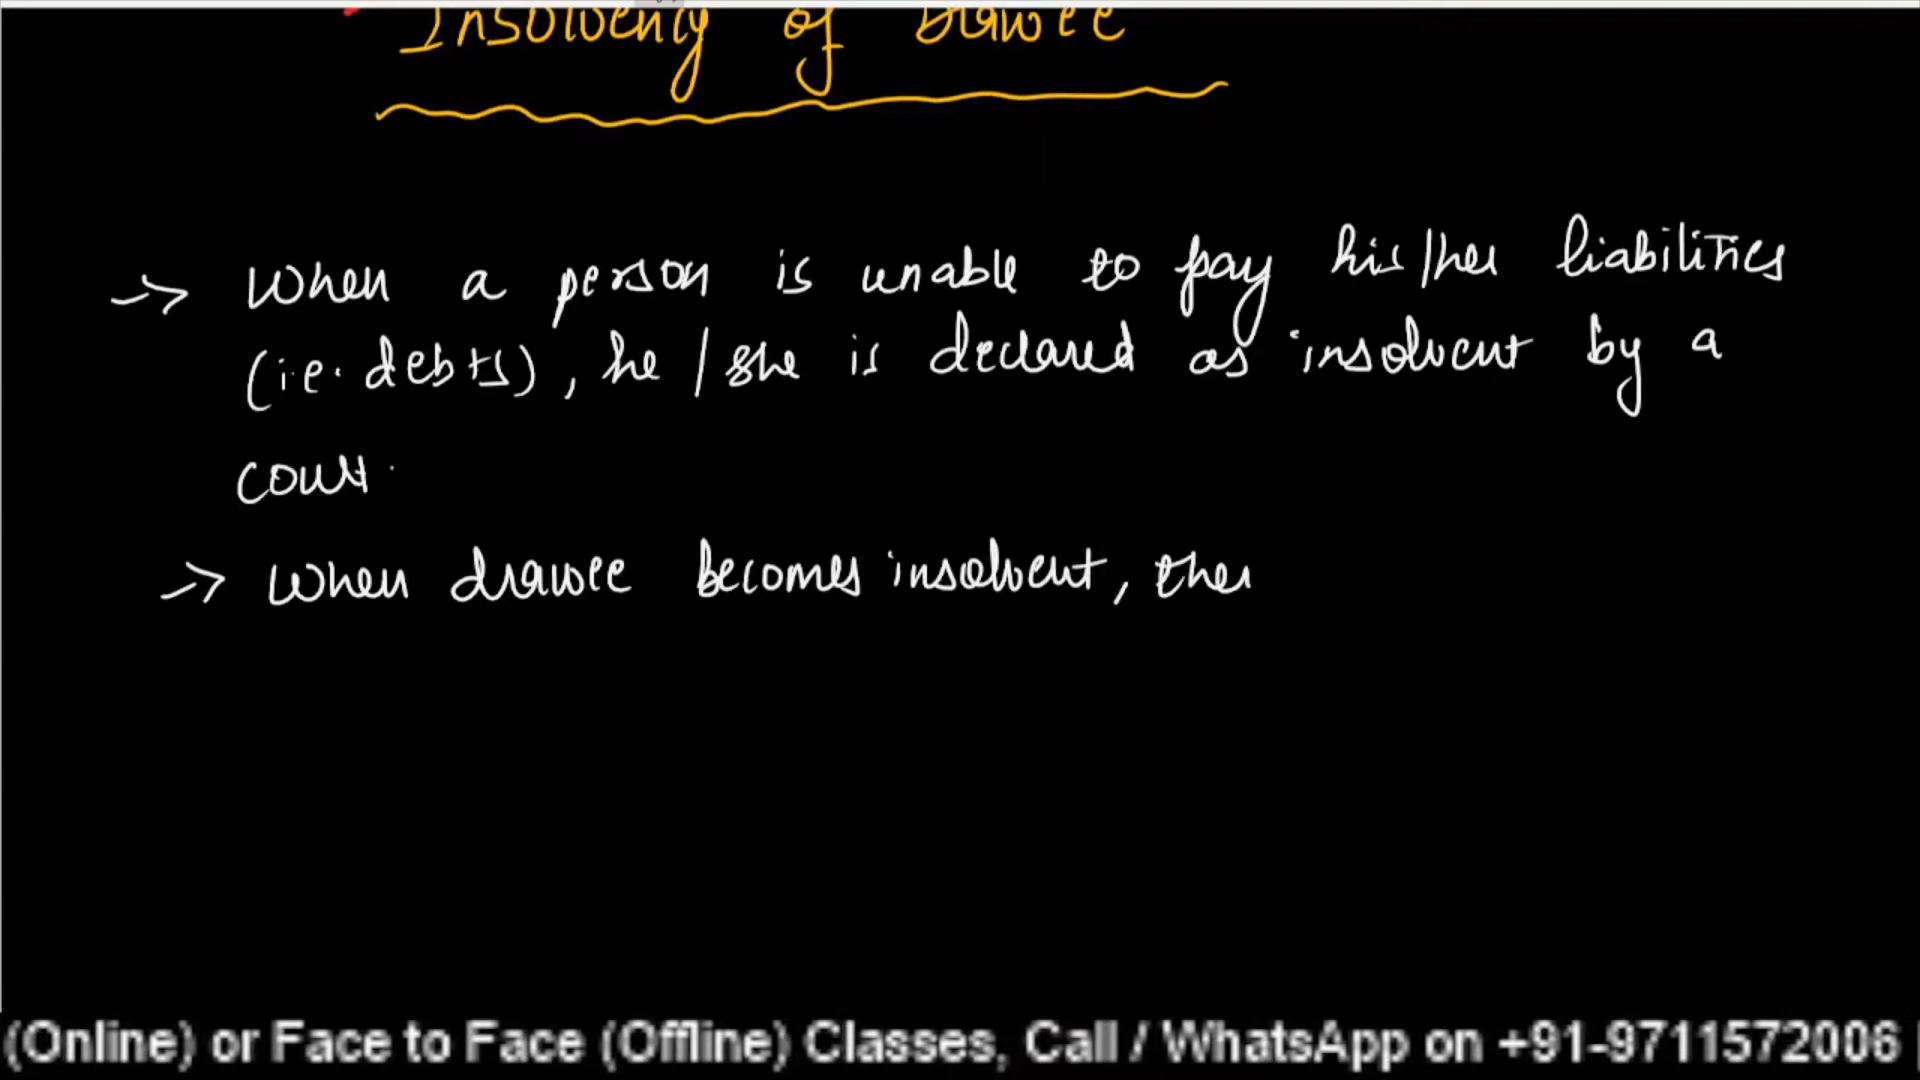 Insolvency of Drawee
-> When a person is unable to pay his/her liabilities
(i.e. debts), he / she is declared as insolvent by a
court.
-> When drawee becomes insolvent, then
(Online) or Face to Face (Offline) Classes, Call / WhatsApp on +91-9711572006 |